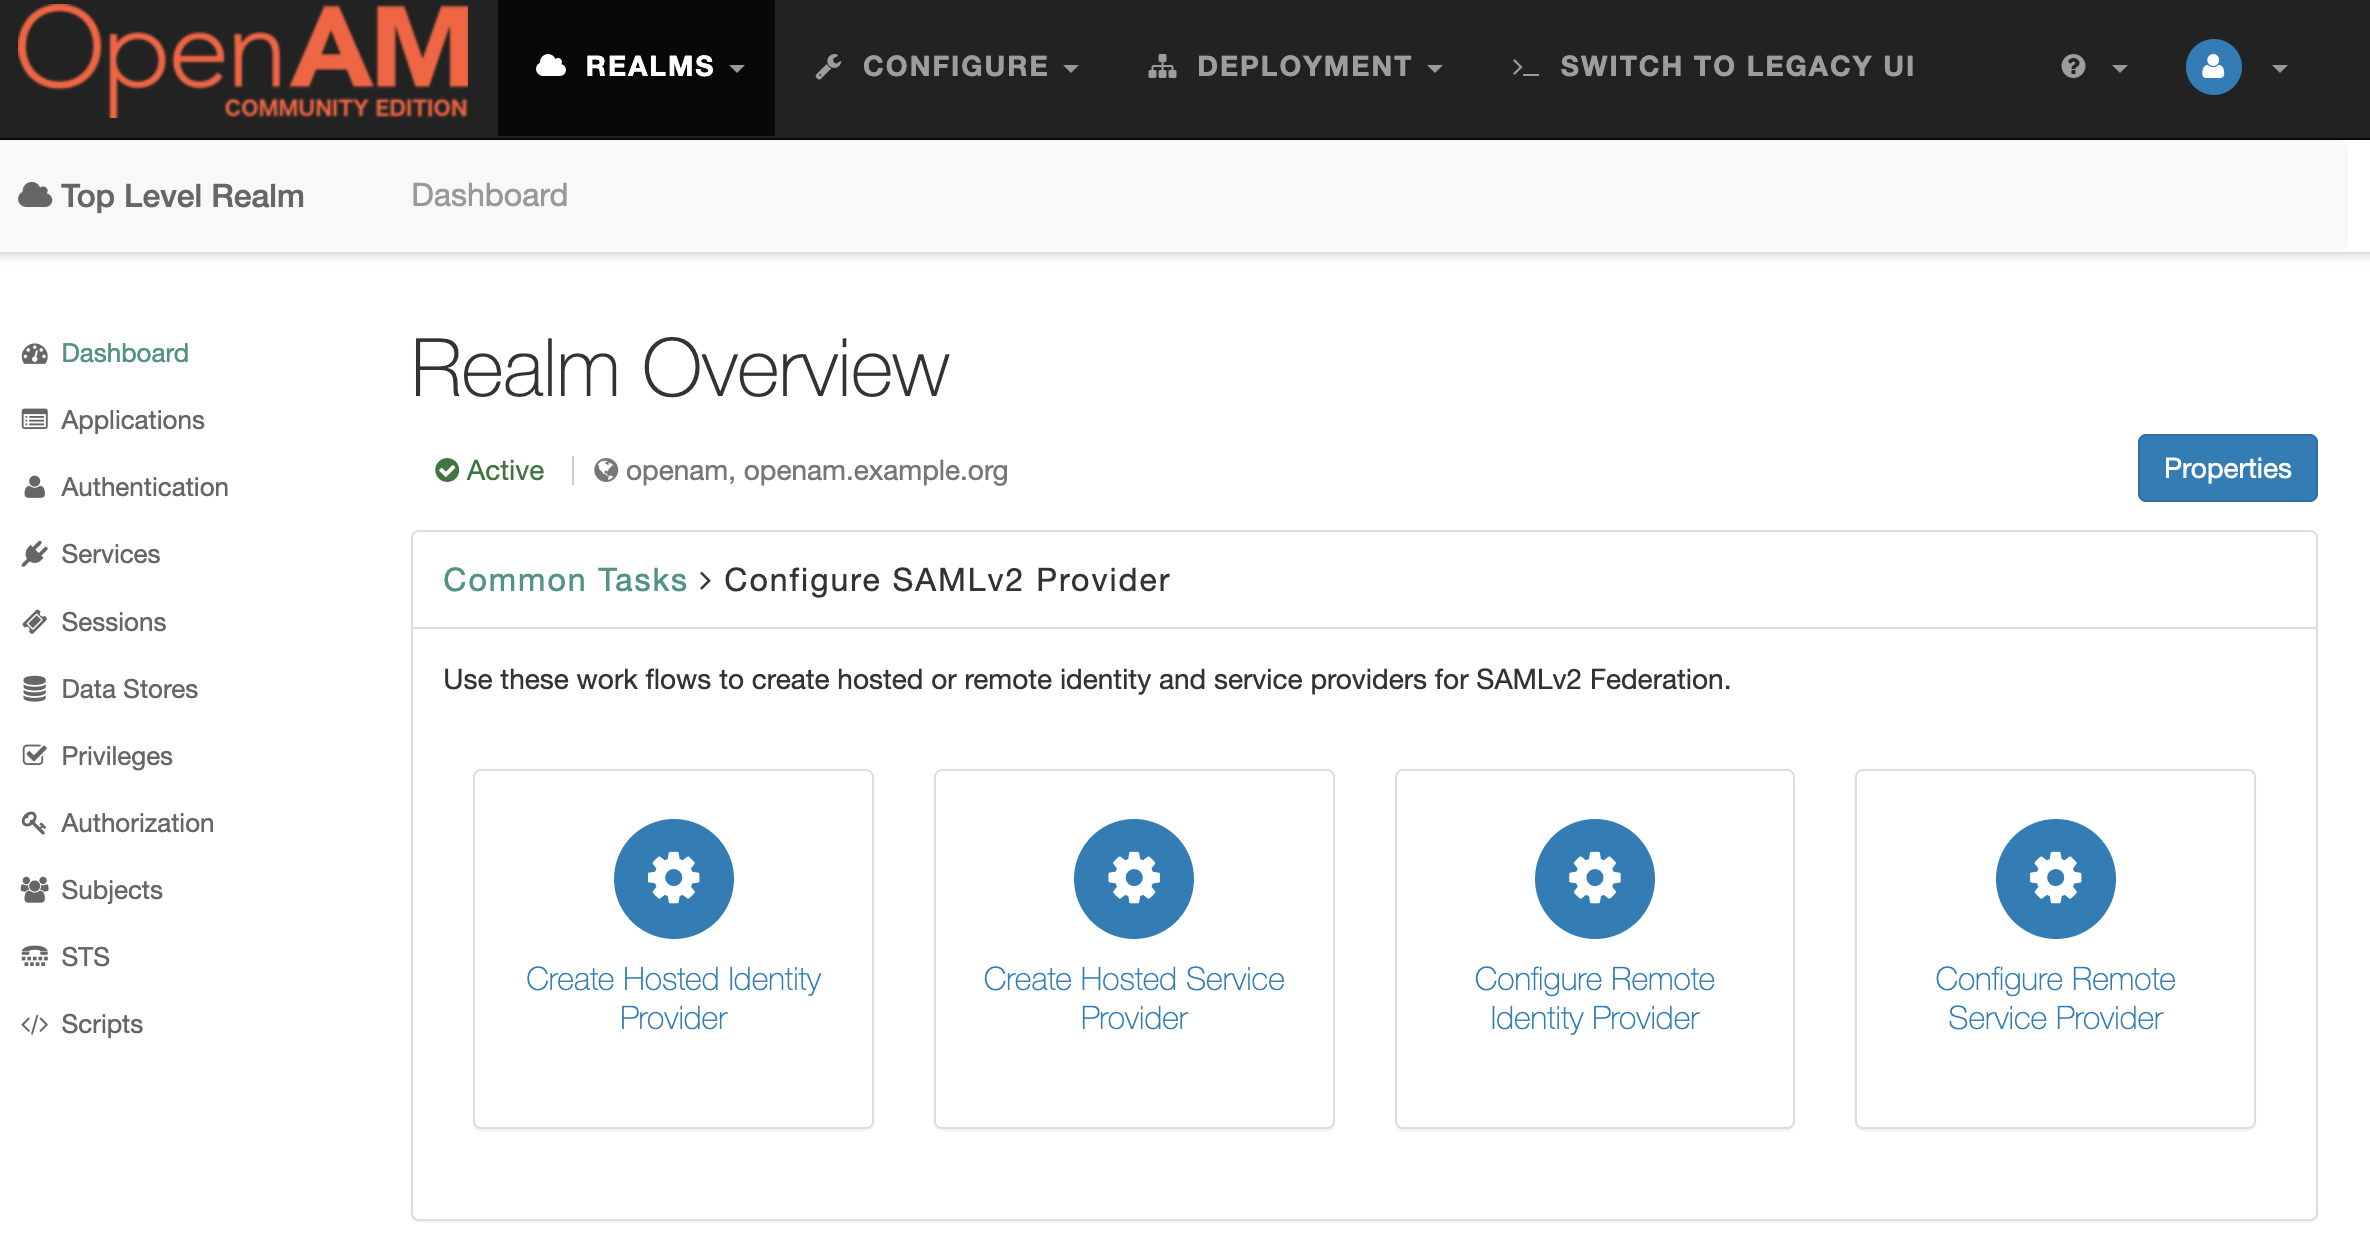 OpenAM
COMMUNITY EDITION
REALMS
CONFIGURE
DEPLOYMENT
SWITCH TO LEGACY UI
Top Level Realm
Dashboard
Dashboard
Applications
Authentication
Services
Sessions
Data Stores
Privileges
Authorization
Subjects
STS
Scripts
Realm Overview
Active
openam, openam.example.org
Properties
Common Tasks > Configure SAMLv2 Provider
Use these work flows to create hosted or remote identity and service providers for SAMLv2 Federation.
Create Hosted Identity
Provider
Create Hosted Service
Provider
Configure Remote
Identity Provider
Configure Remote
Service Provider